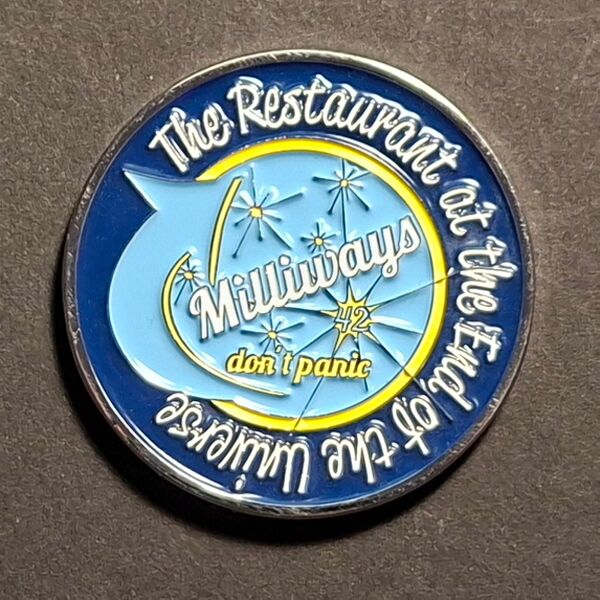 The Restaurant at the End of the Universe
Milliways
42
don't panic